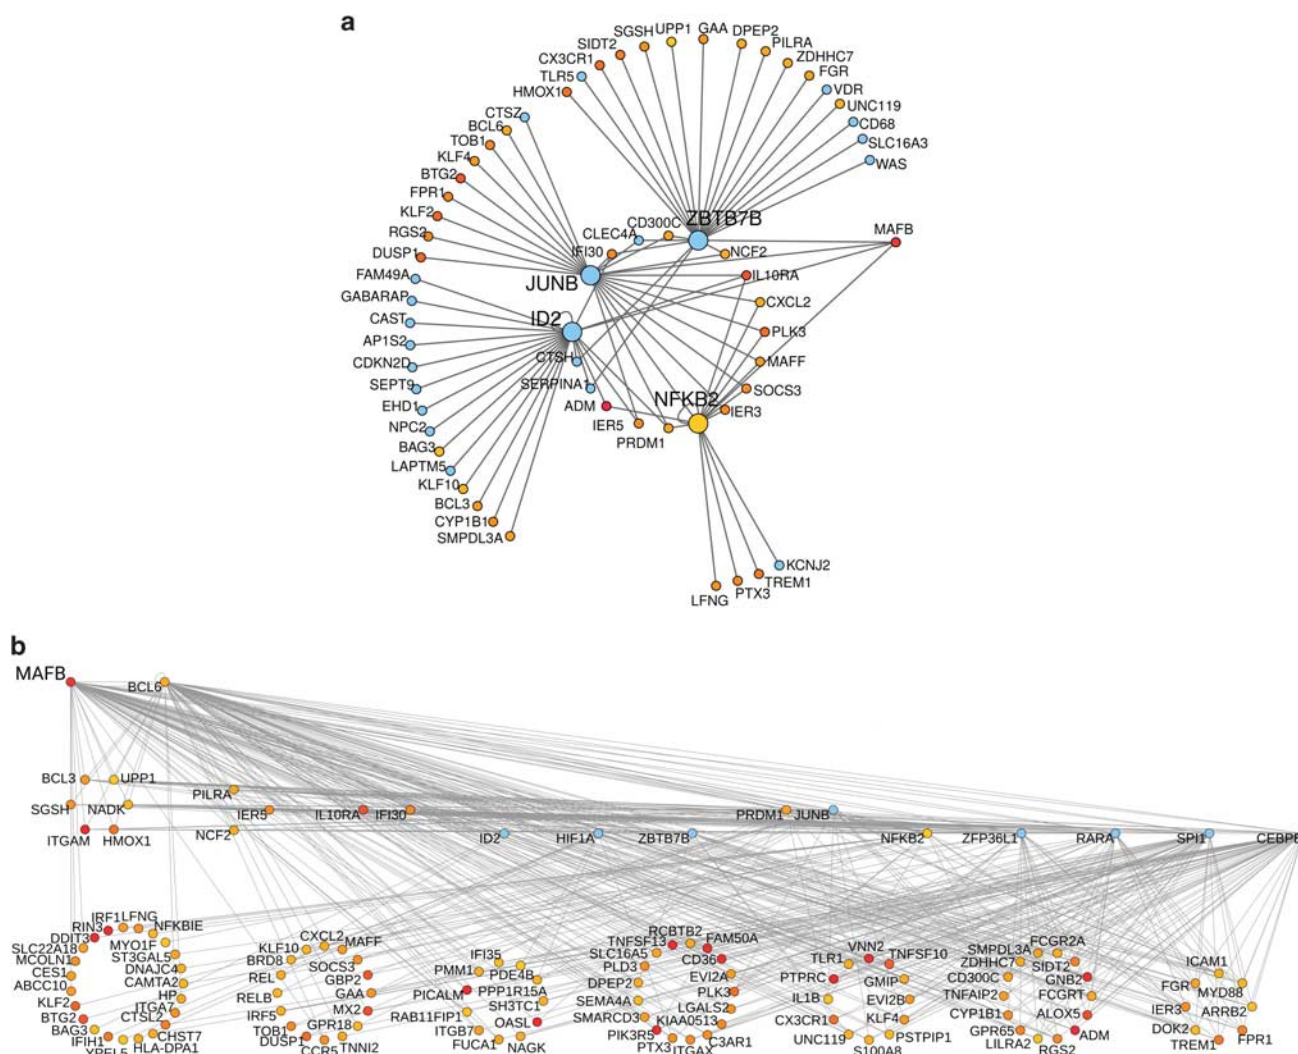 a
SGSH UPP1 GAA DPEP2
SIDT2 PILRA
CX3CR1 ZDHHC7
TLR5 FGR
HMOX1 VDR
UNC119
CTSZ CD68
BCL6 SLC16A3
TOB1 WAS
KLF4
BTG2
FPR1
KLF2 CD300C ZBTB7B
RGS2 CLEC4A MAFB
DUSP1 IFI30 NCF2
FAM49A JUNB IL10RA
GABARAP CXCL2
CAST ID2 PLK3
AP1S2 CTSH MAFF
CDKN2D
SEPT9 SERPINA1 SOCS3
EHD1 ADM NFKB2 IER3
NPC2 IER5
BAG3 PRDM1
LAPTM5
KLF10
BCL3
CYP1B1
SMPDL3A
KCNJ2
TREM1
PTX3
LFNG
b
MAFB BCL6
BCL3 UPP1
PILRA
SGSH NADK IER5 IL10RA IFI30 PRDM1 JUNB
ITGAM HMOX1 NCF2 ID2 HIF1A ZBTB7B NFKB2 ZFP36L1 RARA SPI1
IRF1 LFNG
RIN3 NFKBIE
DDIT3 MYO1F
SLC22A18 ST3GAL5
MCOLN1 DNAJC4
CES1 CAMTA2
ABCC10 HP
KLF2 ITGA7
BTG2 CTSL2
BAG3 CHST7
IFIH1 HLA-DPA1
YPEL5
CXCL2
KLF10 MAFF
BRD8 SOCS3
REL GBP2
RELB GAA
IRF5 MX2
TOB1 GPR18
DUSP1 TNNI2
CCR5
IFI35
PMM1 PDE4B
PICALM PPP1R15A
RAB11FIP1 SH3TC1
ITGB7 OASL
FUCA1 NAGK
RCBTB2
TNFSF13 FAM50A
SLC16A5 CD36
PLD3 EVI2A
DPEP2 PLK3
SEMA4A LGALS2
SMARCD3 KIAA0513
PIK3R5 C3AR1
PTX3 ITGAX
VNN2
TLR1 TNFSF10
PTPRC GMIP
IL1B EVI2B
CX3CR1 KLF4
UNC119 PSTPIP1
S100A8
FCGR2A
SMPDL3A
ZDHHC7 SIDT2
CD300C GNB2
TNFAIP2 FCGRT
CYP1B1 ALOX5
GPR65 ADM
LILRA2 RGS2
ICAM1
FGR MYD88
IER3 ARRB2
DOK2 FPR1
TREM1